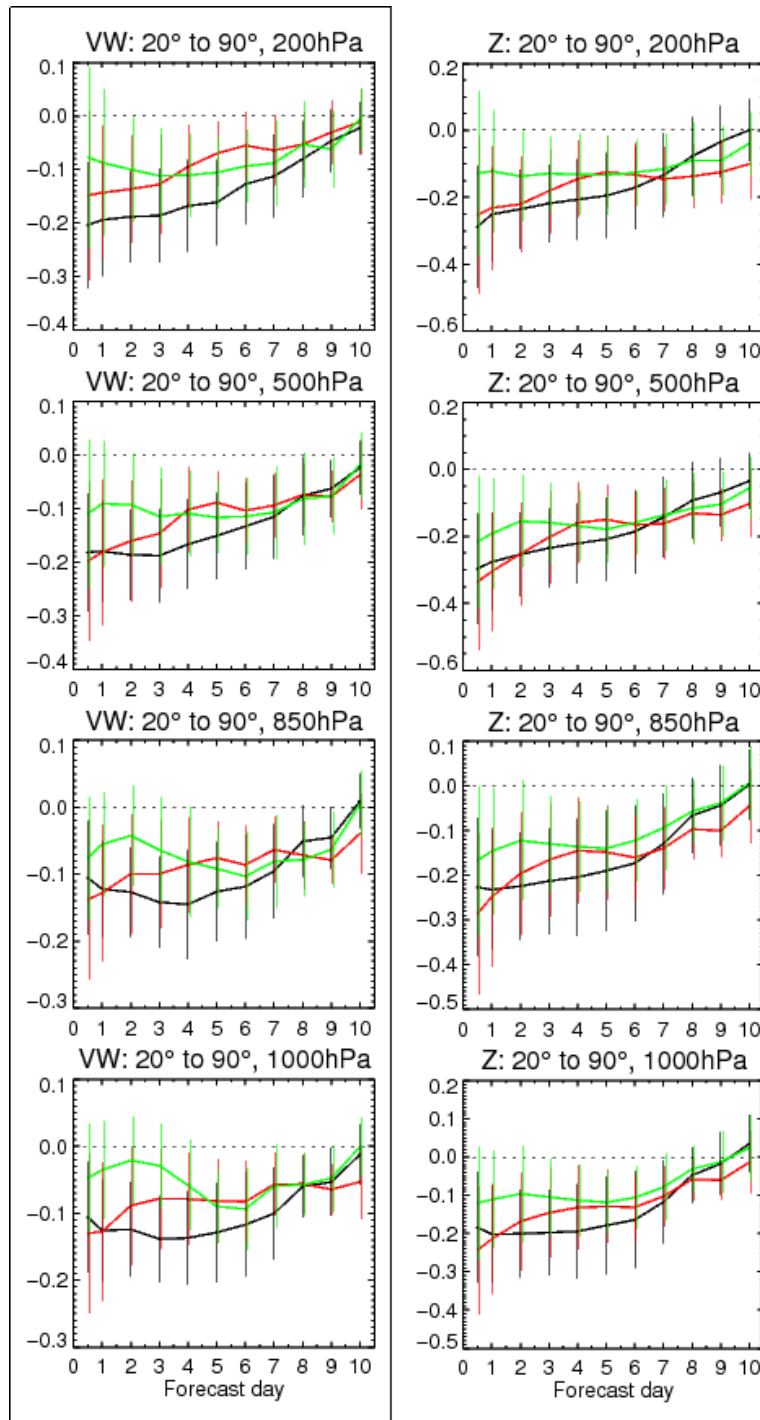 VW: 20° to 90°, 200hPa
0.1
0.0
−0.1
−0.2
−0.3
−0.4
0 1 2 3 4 5 6 7 8 9 10
Z: 20° to 90°, 200hPa
0.2
0.0
−0.2
−0.4
−0.6
0 1 2 3 4 5 6 7 8 9 10
VW: 20° to 90°, 500hPa
0.1
0.0
−0.1
−0.2
−0.3
−0.4
0 1 2 3 4 5 6 7 8 9 10
Z: 20° to 90°, 500hPa
0.2
0.0
−0.2
−0.4
−0.6
0 1 2 3 4 5 6 7 8 9 10
VW: 20° to 90°, 850hPa
0.1
0.0
−0.1
−0.2
−0.3
0 1 2 3 4 5 6 7 8 9 10
Z: 20° to 90°, 850hPa
0.1
0.0
−0.1
−0.2
−0.3
−0.4
−0.5
0 1 2 3 4 5 6 7 8 9 10
VW: 20° to 90°, 1000hPa
0.1
0.0
−0.1
−0.2
−0.3
0 1 2 3 4 5 6 7 8 9 10
Forecast day
Z: 20° to 90°, 1000hPa
0.2
0.1
0.0
−0.1
−0.2
−0.3
−0.4
−0.5
0 1 2 3 4 5 6 7 8 9 10
Forecast day